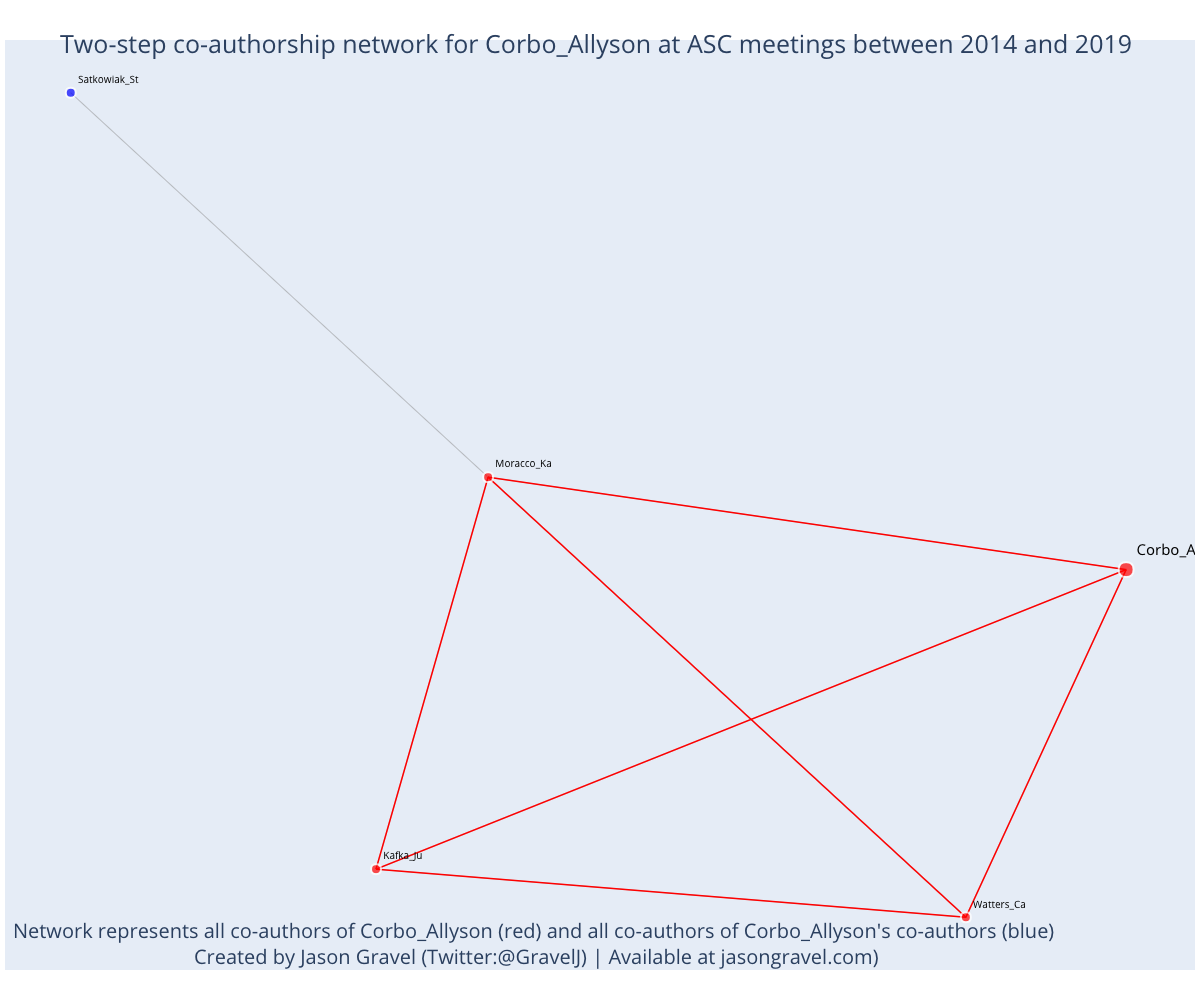 Two-step co-authorship network for Corbo_Allyson at ASC meetings between 2014 and 2019
Satkowiak_St
Moracco_Ka
Corbo_A
Kafka_Ju
Watters_Ca
Network represents all co-authors of Corbo_Allyson (red) and all co-authors of Corbo_Allyson's co-authors (blue)
Created by Jason Gravel (Twitter:@GravelJ) | Available at jasongravel.com)